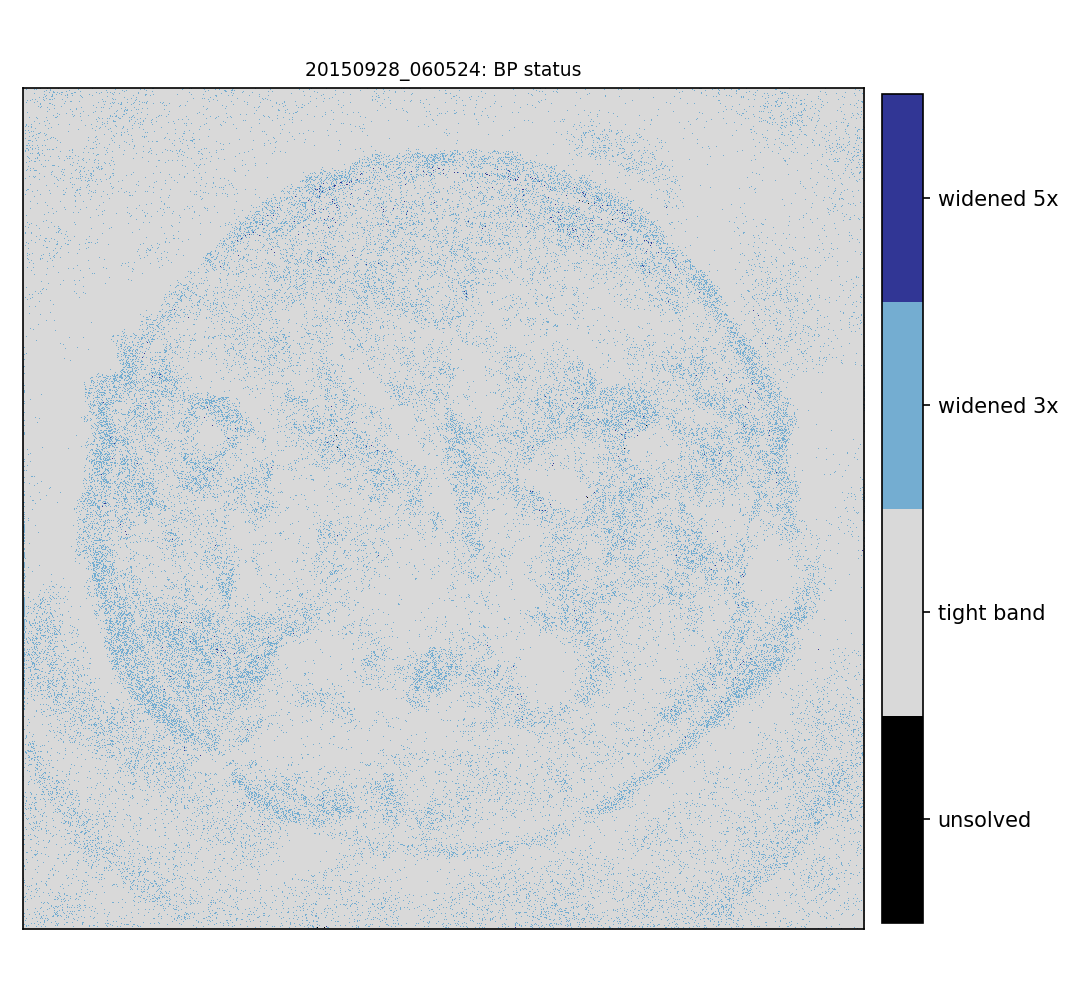 20150928_060524: BP status
widened 5x
widened 3x
tight band
unsolved